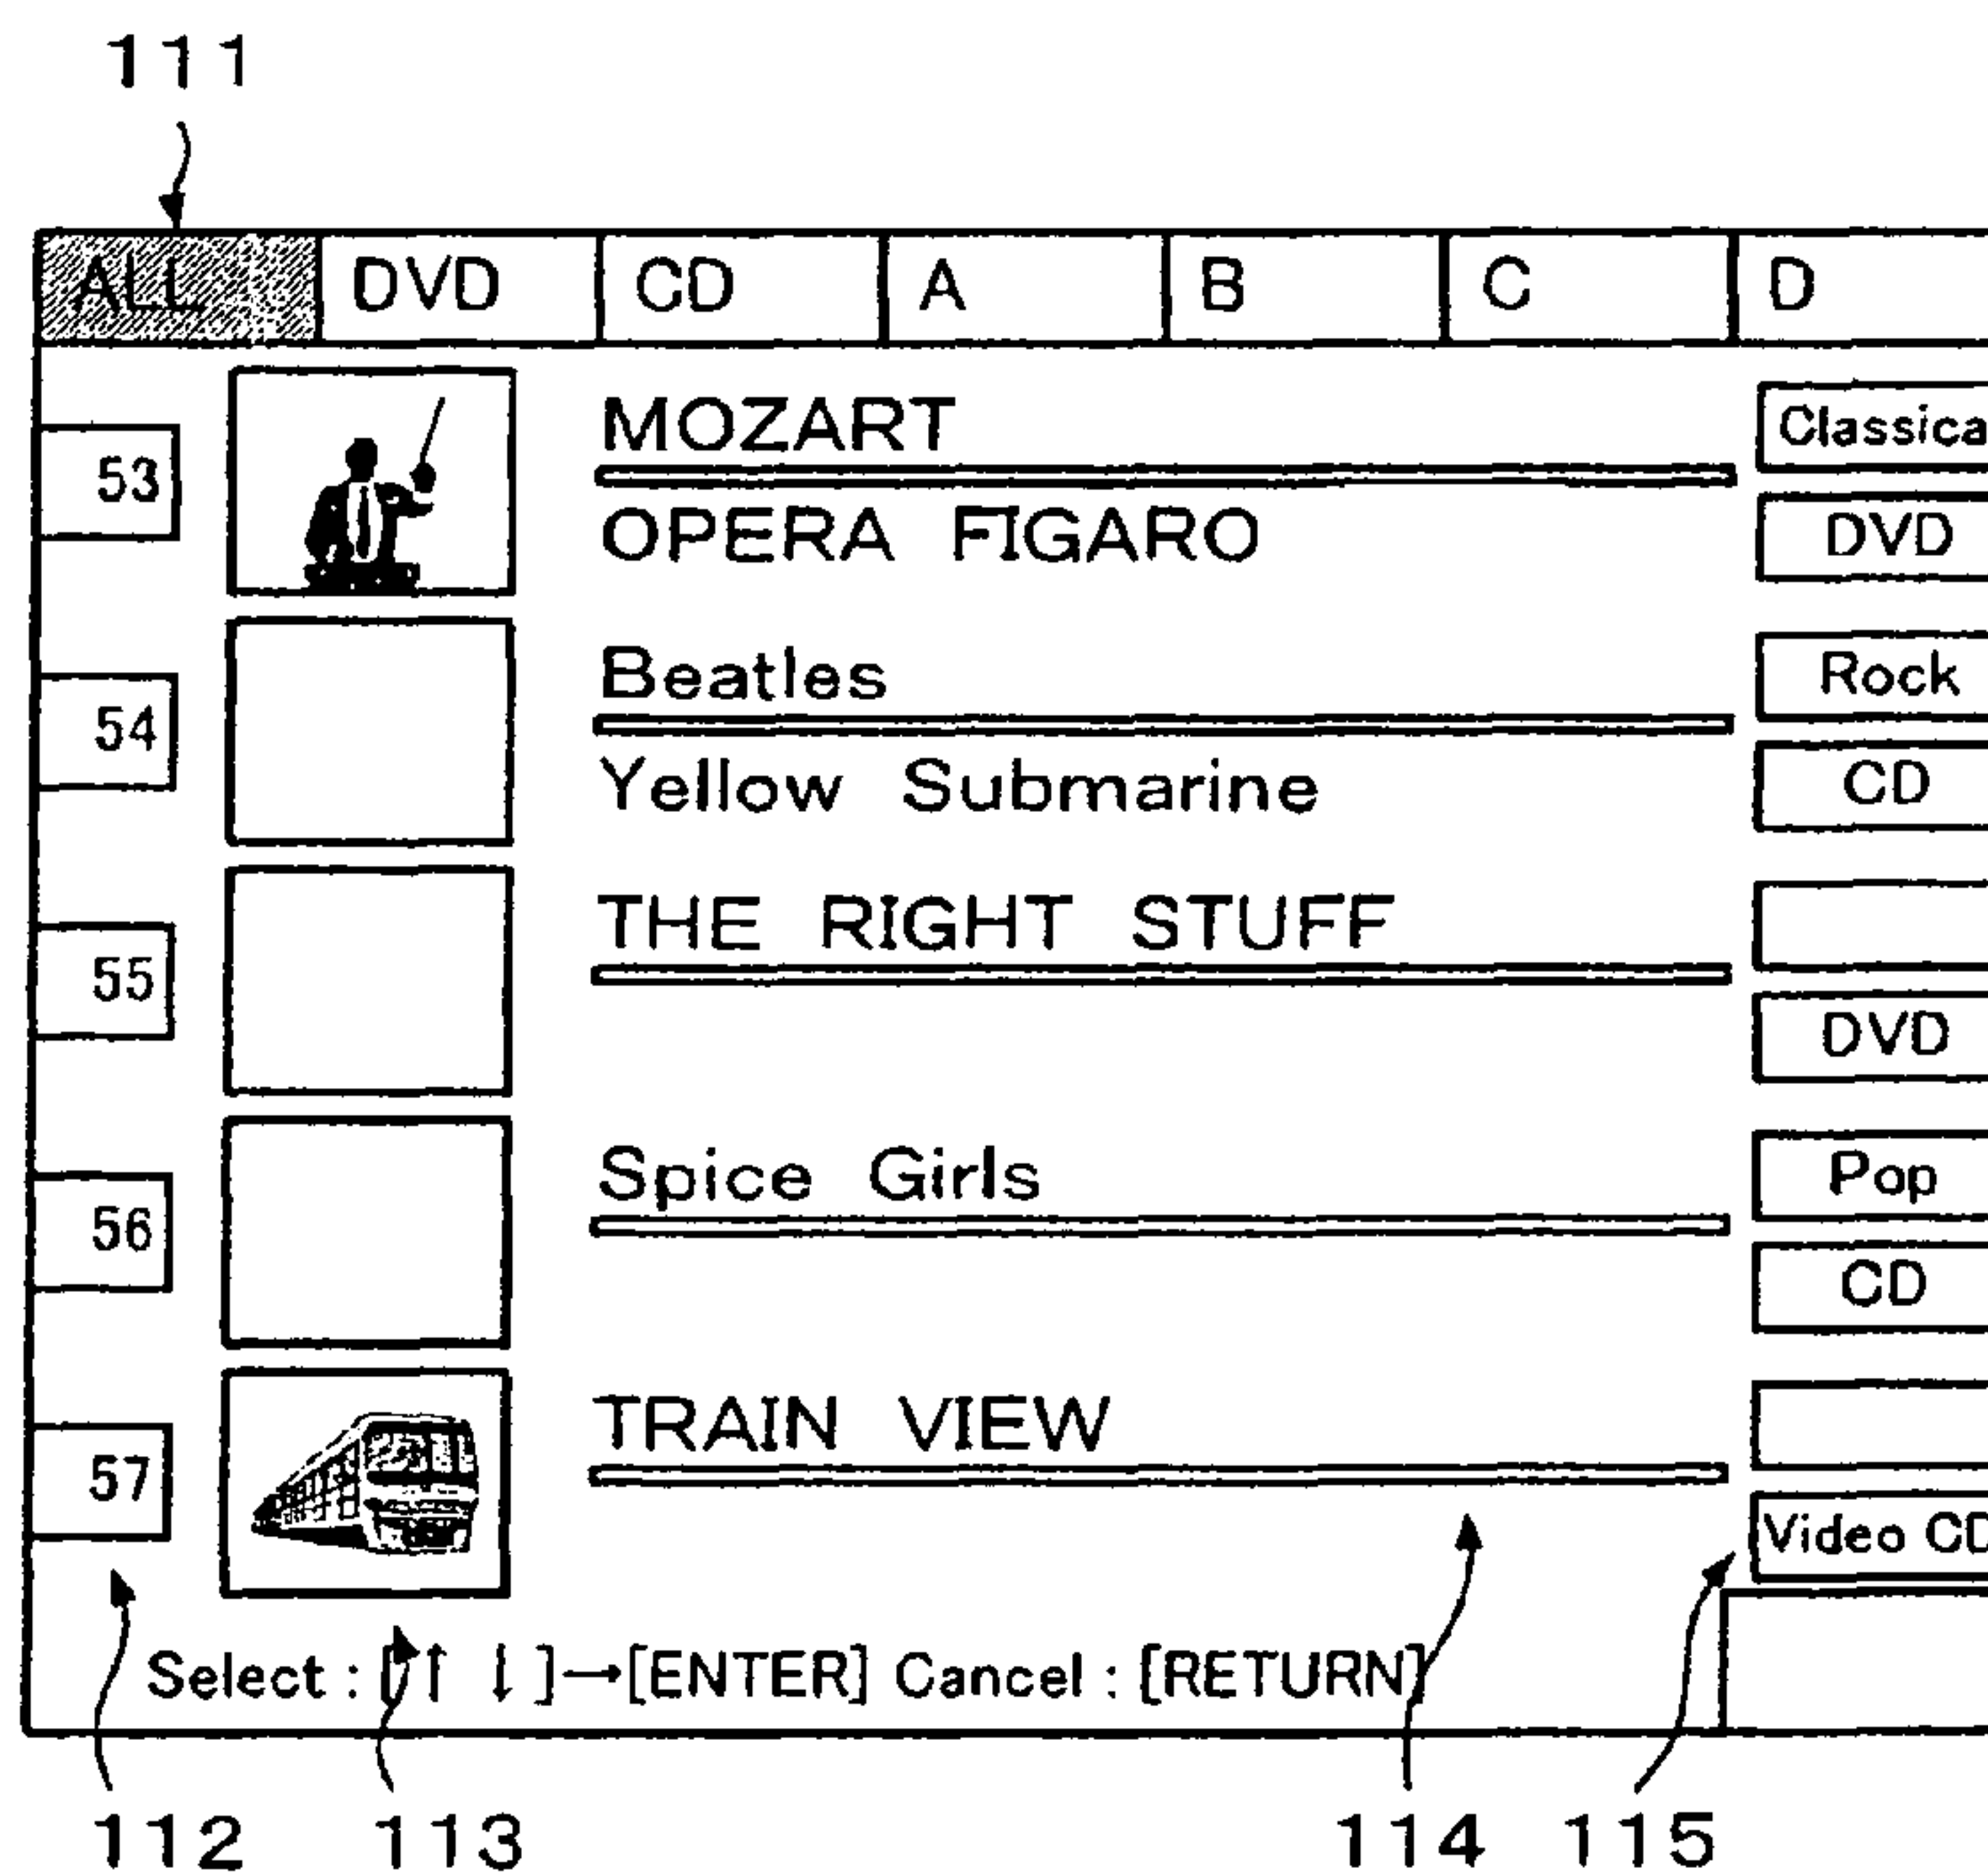 111
ALL DVD CD A B C D
MOZART Classica
53
OPERA FIGARO DVD
Beatles Rock
54
Yellow Submarine CD
THE RIGHT STUFF
55
DVD
Spice Girls Pop
56
CD
TRAIN VIEW
57
Video CD
Select : [↑ ↓]→[ENTER] Cancel : [RETURN]
112 113 114 115